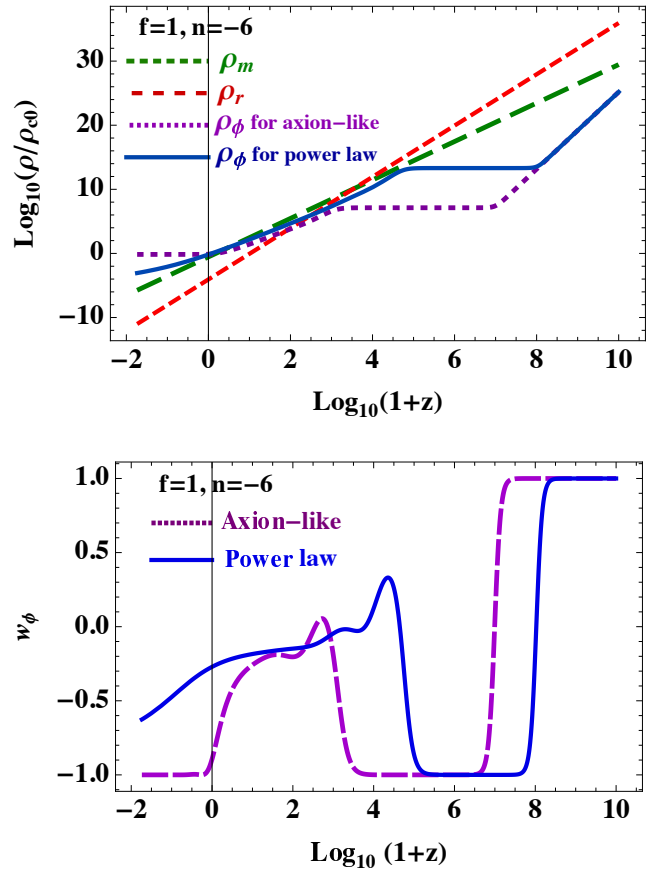 f=1, n=−6
ρm
ρr
ρϕ for axion−like
ρϕ for power law
Log10(ρ/ρc0)
30
20
10
0
−10
−2 0 2 4 6 8 10
Log10(1+z)
f=1, n=−6
Axion−like
Power law
wϕ
1.0
0.5
0.0
−0.5
−1.0
−2 0 2 4 6 8 10
Log10 (1+z)